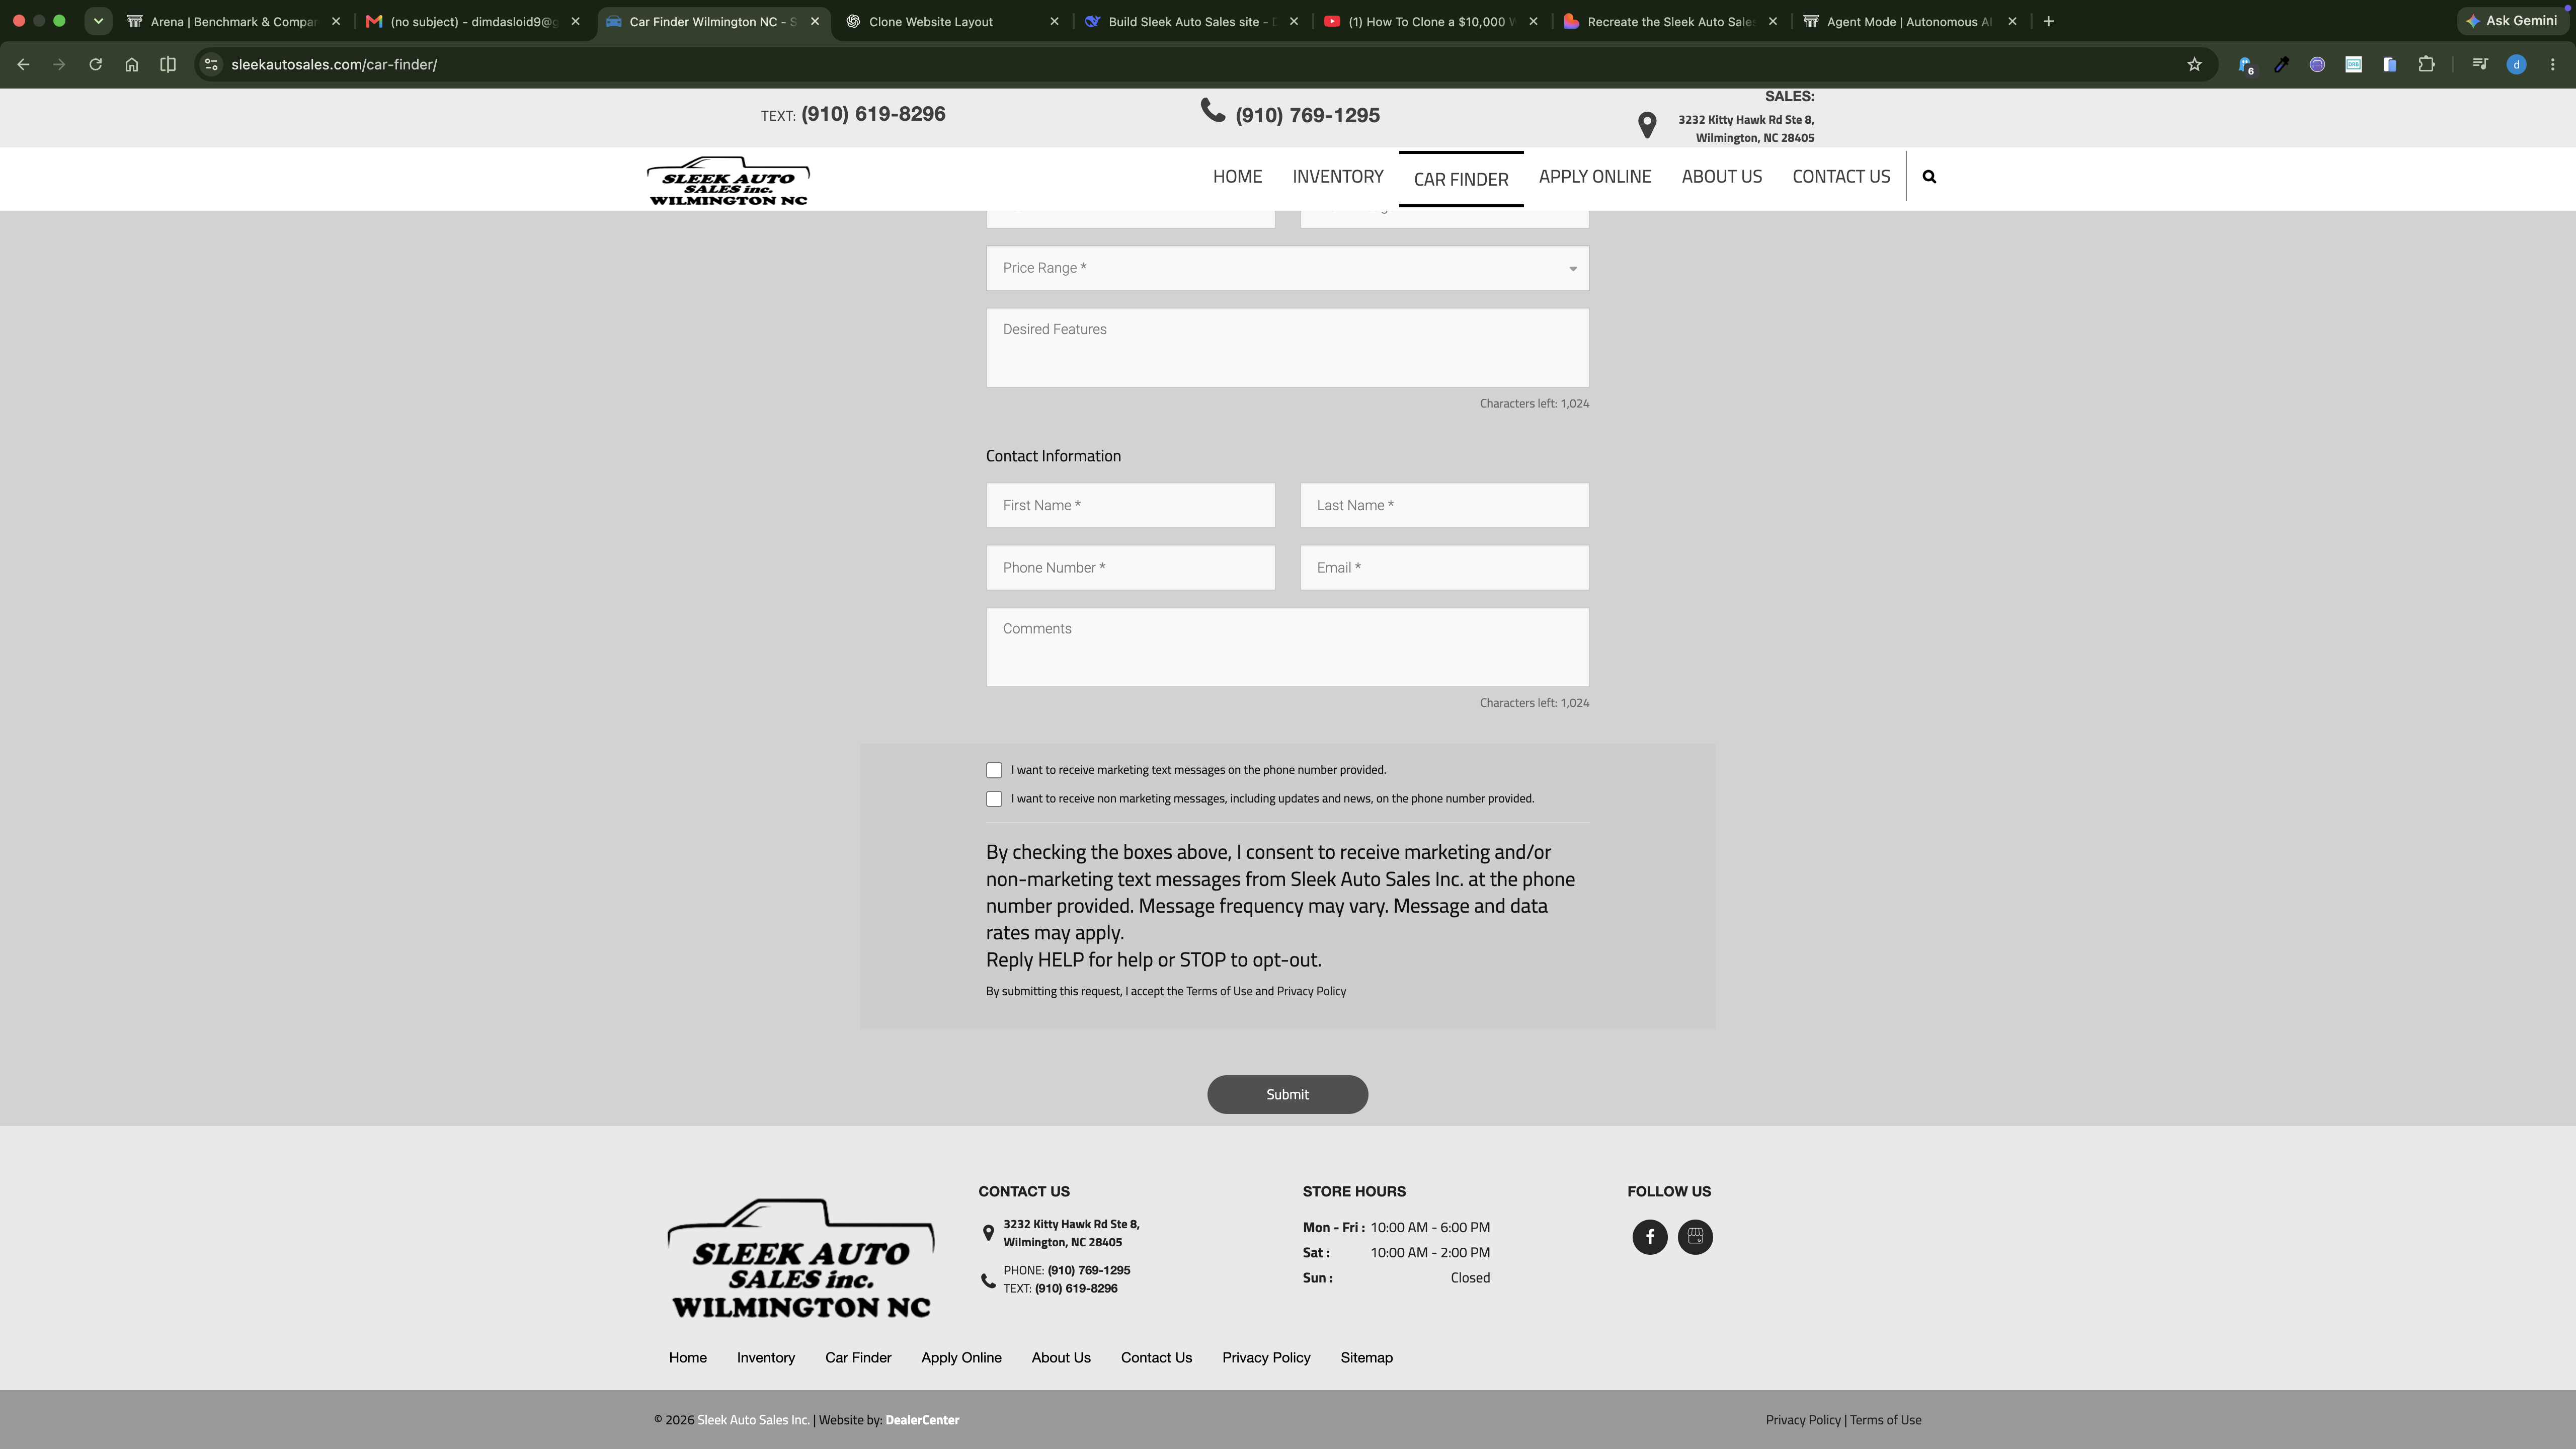 Arena | Benchmark & Compar
(no subject) - dimdasloid9@g
Car Finder Wilmington NC - S
Clone Website Layout
Build Sleek Auto Sales site - D
(1) How To Clone a $10,000 W
Recreate the Sleek Auto Sales
Agent Mode | Autonomous AI
Ask Gemini
sleekautosales.com/car-finder/
6
d
TEXT: (910) 619-8296
(910) 769-1295
SALES:
3232 Kitty Hawk Rd Ste 8,
Wilmington, NC 28405
SLEEK AUTO
SALES inc.
WILMINGTON NC
HOME
INVENTORY
CAR FINDER
APPLY ONLINE
ABOUT US
CONTACT US
Price Range *
Desired Features
Characters left: 1,024
Contact Information
First Name *
Last Name *
Phone Number *
Email *
Comments
Characters left: 1,024
I want to receive marketing text messages on the phone number provided.
I want to receive non marketing messages, including updates and news, on the phone number provided.
By checking the boxes above, I consent to receive marketing and/or
non-marketing text messages from Sleek Auto Sales Inc. at the phone
number provided. Message frequency may vary. Message and data
rates may apply.
Reply HELP for help or STOP to opt-out.
By submitting this request, I accept the Terms of Use and Privacy Policy
Submit
SLEEK AUTO
SALES inc.
WILMINGTON NC
CONTACT US
3232 Kitty Hawk Rd Ste 8,
Wilmington, NC 28405
PHONE: (910) 769-1295
TEXT: (910) 619-8296
STORE HOURS
Mon - Fri : 10:00 AM - 6:00 PM
Sat : 10:00 AM - 2:00 PM
Sun : Closed
FOLLOW US
Home
Inventory
Car Finder
Apply Online
About Us
Contact Us
Privacy Policy
Sitemap
© 2026 Sleek Auto Sales Inc. | Website by: DealerCenter
Privacy Policy | Terms of Use